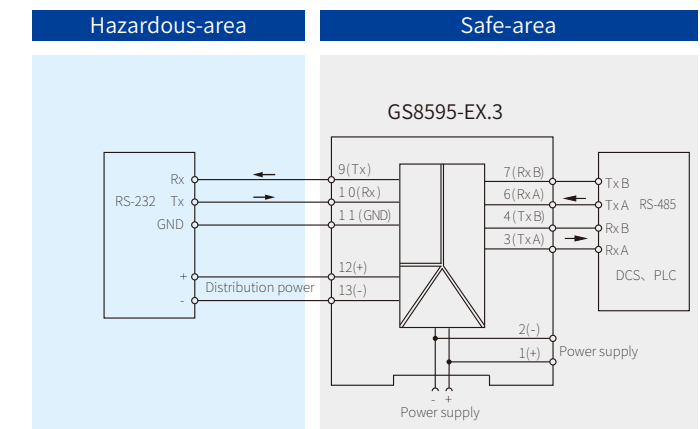 Hazardous-area
Safe-area
GS8595-EX.3
RS-232
Rx
Tx
GND
+
-
Distribution power
9(Tx)
10(Rx)
11(GND)
12(+)
13(-)
7(RxB)
6(RxA)
4(TxB)
3(TxA)
2(-)
1(+)
TxB
TxA
RxB
RxA
RS-485
DCS、PLC
Power supply
- +
Power supply